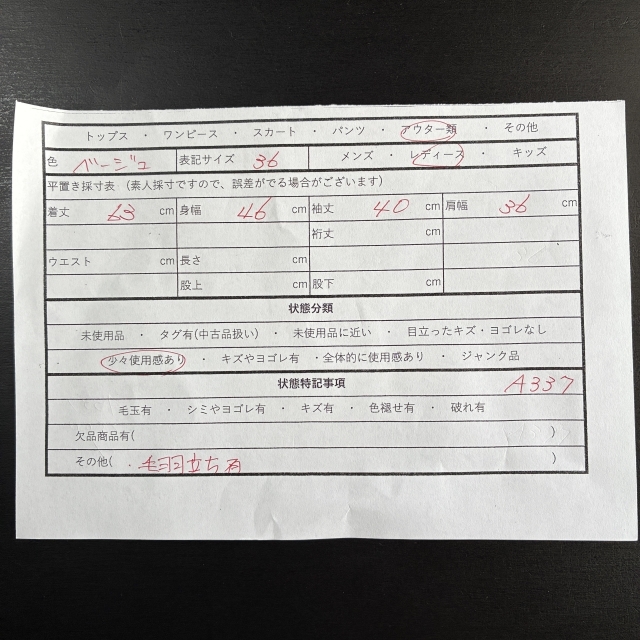 トップス ・ ワンピース ・ スカート ・ パンツ ・ アウター類 ・ その他
色 ベージュ 表記サイズ 36 メンズ ・ レディース ・ キッズ
平置き採寸表 (素人採寸ですので、誤差がでる場合がございます)
着丈 63 cm 身幅 46 cm 袖丈 40 cm 肩幅 36 cm
裄丈 cm
ウエスト cm 長さ cm
股上 cm 股下 cm
状態分類
未使用品 ・ タグ有(中古品扱い) ・ 未使用品に近い ・ 目立ったキズ・ヨゴレなし
少々使用感あり ・ キズやヨゴレ有 ・全体的に使用感あり ・ ジャンク品
状態特記事項 A337
毛玉有 ・ シミやヨゴレ有 ・ キズ有 ・ 色褪せ有 ・ 破れ有
欠品商品有( )
その他( . 毛羽立ち有 )